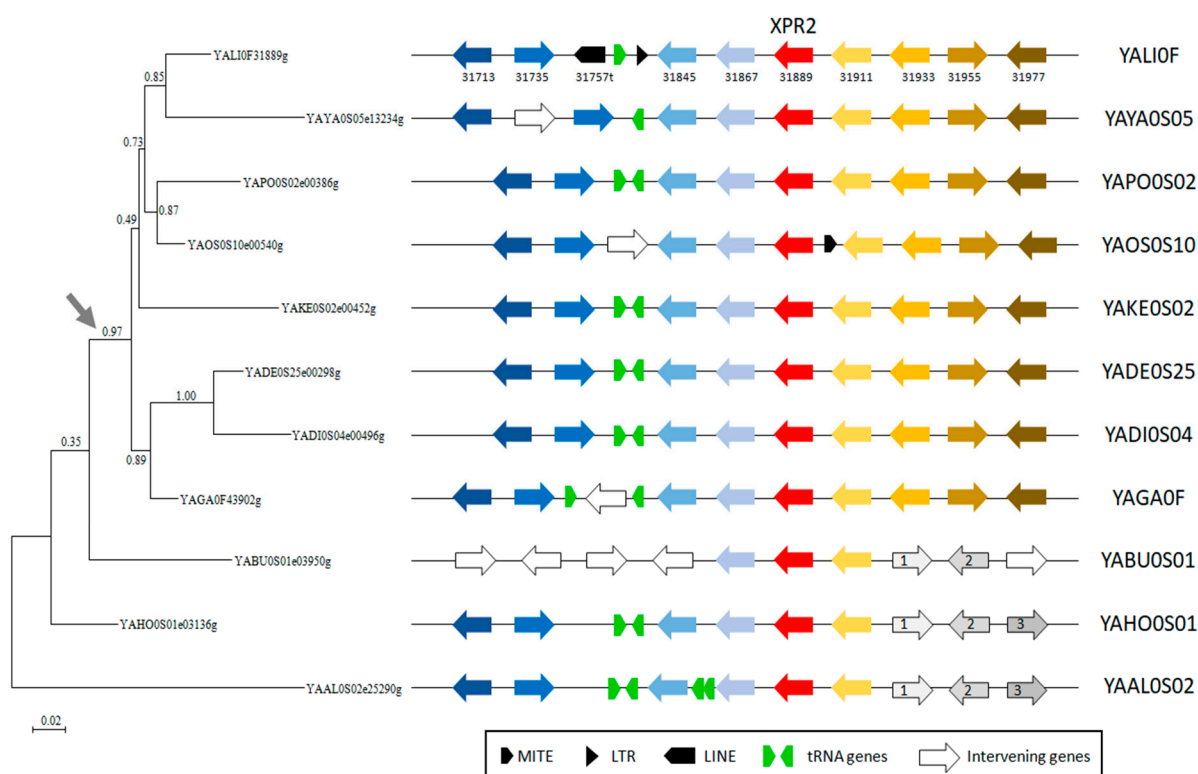 XPR2
YALI0F31889g
0.85
31713 31735 31757t 31845 31867 31889 31911 31933 31955 31977
YALI0F
YAYA0S05e13234g
YAYA0S05
0.73
YAPO0S02e00386g
YAPO0S02
0.87
0.49
YAOS0S10e00540g
YAOS0S10
YAKE0S02e00452g
YAKE0S02
0.97
YADE0S25e00298g
YADE0S25
1.00
YADI0S04e00496g
YADI0S04
0.35
0.89
YAGA0F43902g
YAGA0F
YABU0S01e03950g
1 2
YABU0S01
YAHO0S01e03136g
1 2 3
YAHO0S01
YAAL0S02e25290g
1 2 3
YAAL0S02
0.02
MITE LTR LINE tRNA genes Intervening genes